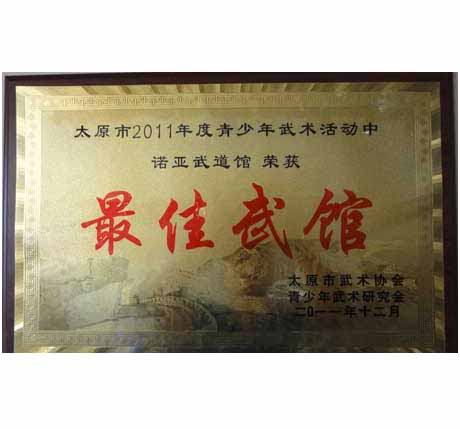 太原市2011年度青少年武术活动中
诺亚武道馆 荣获
最佳武馆
太原市武术协会
青少年武术研究会
二0一一年十二月